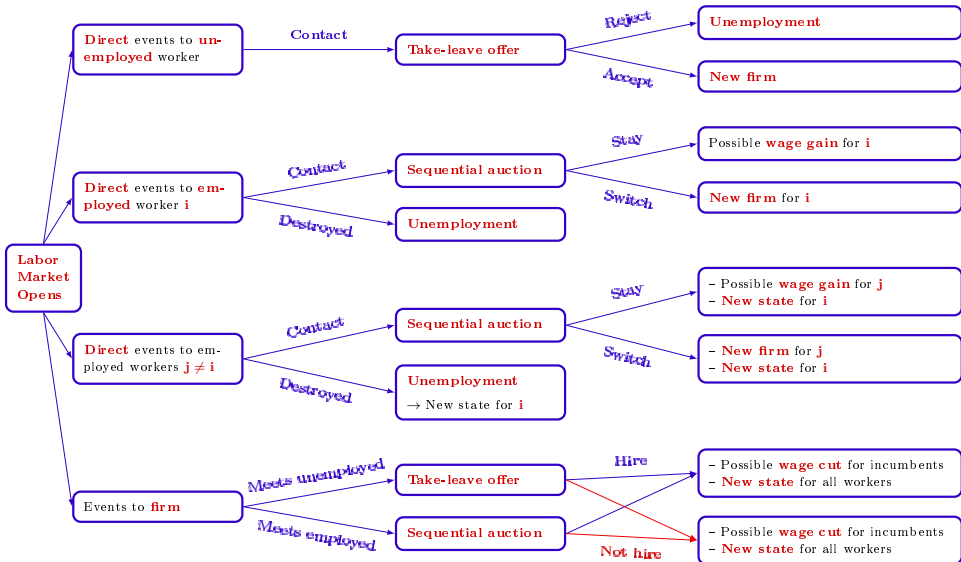 Direct events to un-
employed worker
Contact
Take-leave offer
Reject
Unemployment
Accept
New firm
Direct events to em-
ployed worker i
Contact
Sequential auction
Stay
Possible wage gain for i
Switch
New firm for i
Destroyed
Unemployment
Labor
Market
Opens
Direct events to em-
ployed workers j ≠ i
Contact
Sequential auction
Stay
– Possible wage gain for j
– New state for i
Switch
– New firm for j
– New state for i
Destroyed
Unemployment
→ New state for i
Events to firm
Meets unemployed
Take-leave offer
Hire
– Possible wage cut for incumbents
– New state for all workers
Meets employed
Sequential auction
Not hire
– Possible wage cut for incumbents
– New state for all workers